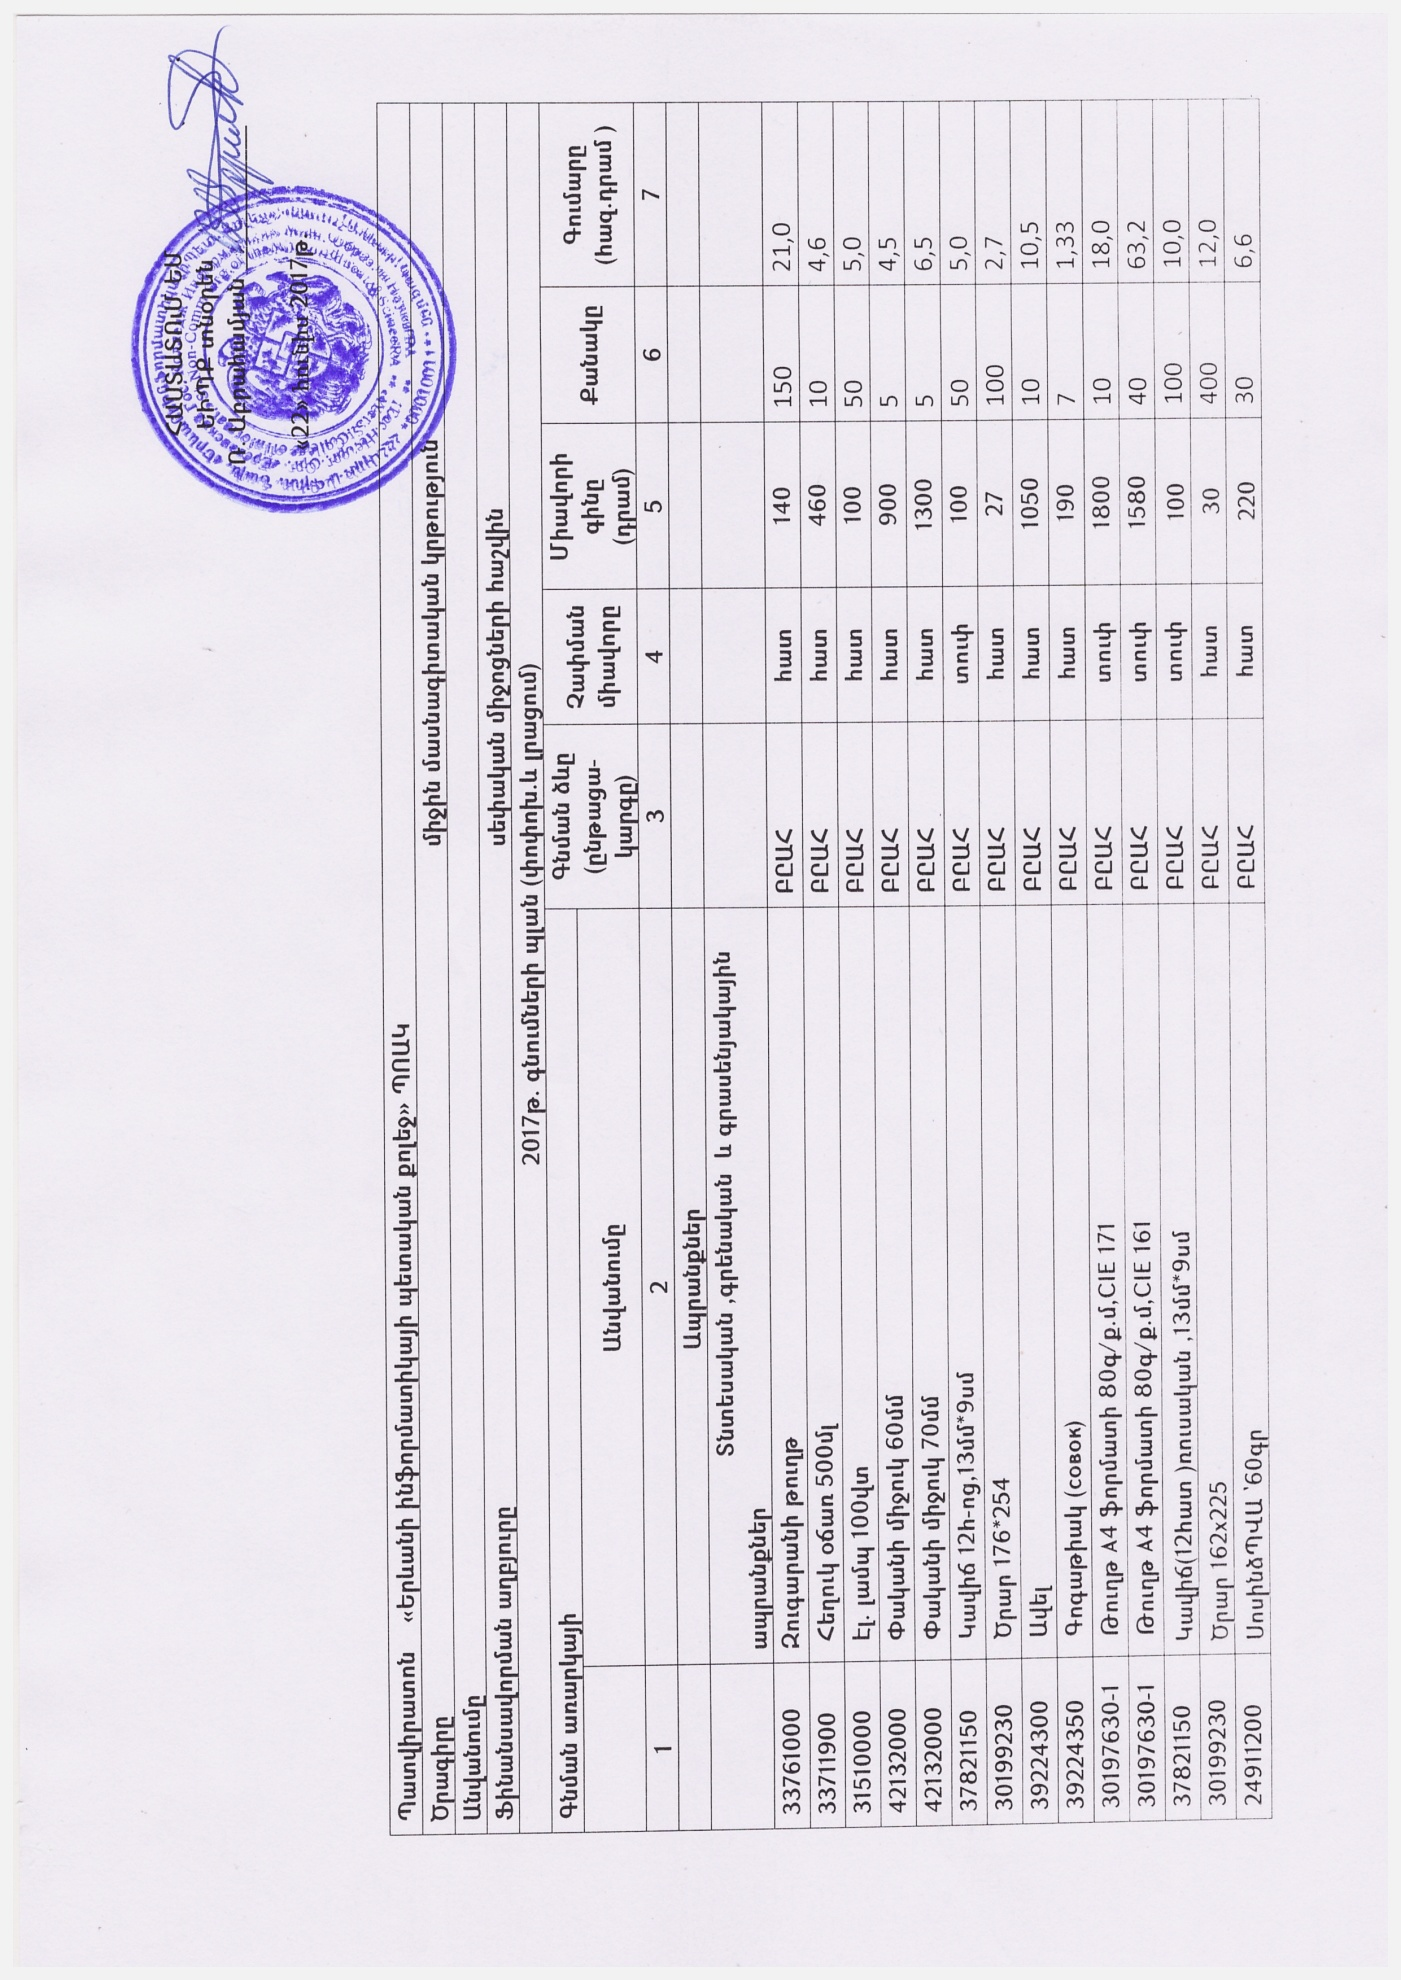 ՀԱՍՏԱՏՈՒՄ ԵՄ
ԵԻՊՔ տնօրեն
«22» հունիս 2017թ
Պատվիրատուն «Երևանի ինֆորմատիկայի պետական քոլեջ» ՊՈԱԿ
Ծրագիրը միջին մասնագիտական կրթություն
Անվանումը
Ֆինանսավորման աղբյուրը սեփական միջոցների հաշվին
2017թ. գնումների պլան (փոփոխ.և լրացում)
Գնման առարկայի Անվանումը Գնման ձևը (ընթացա-կարգը) Չափման միավորը Միավորի գինը (դրամ) Քանակը Գումարը (հազ.դրամ )
1 2 3 4 5 6 7
Ապրանքներ
Տնտեսական ,գրենական և գրասենյակային
ապրանքներ
33761000 Զուգարանի թուղթ ԲԸԱՀ հատ 140 150 21,0
33711900 Հեղուկ օճառ 500մլ ԲԸԱՀ հատ 460 10 4,6
31510000 Էլ. լամպ 100վտ ԲԸԱՀ հատ 100 50 5,0
42132000 Փականի միջուկ 60մմ ԲԸԱՀ հատ 900 5 4,5
42132000 Փականի միջուկ 70մմ ԲԸԱՀ հատ 1300 5 6,5
37821150 Կավիճ 12հ-ոց,13մմ*9սմ ԲԸԱՀ տուփ 100 50 5,0
30199230 Ծրար 176*254 ԲԸԱՀ հատ 27 100 2,7
39224300 Ավել ԲԸԱՀ հատ 1050 10 10,5
39224350 Գոգաթիակ (совок) ԲԸԱՀ հատ 190 7 1,33
30197630-1 Թուղթ A4 ֆորմատի 80գ/ք.մ,CIE 171 ԲԸԱՀ տուփ 1800 10 18,0
30197630-1 Թուղթ A4 ֆորմատի 80գ/ք.մ,CIE 161 ԲԸԱՀ տուփ 1580 40 63,2
37821150 Կավիճ(12հատ )ռուսական ,13մմ*9սմ ԲԸԱՀ տուփ 100 100 10,0
30199230 Ծրար 162x225 ԲԸԱՀ հատ 30 400 12,0
24911200 ՍոսինձՊՎԱ ՝60գր ԲԸԱՀ հատ 220 30 6,6